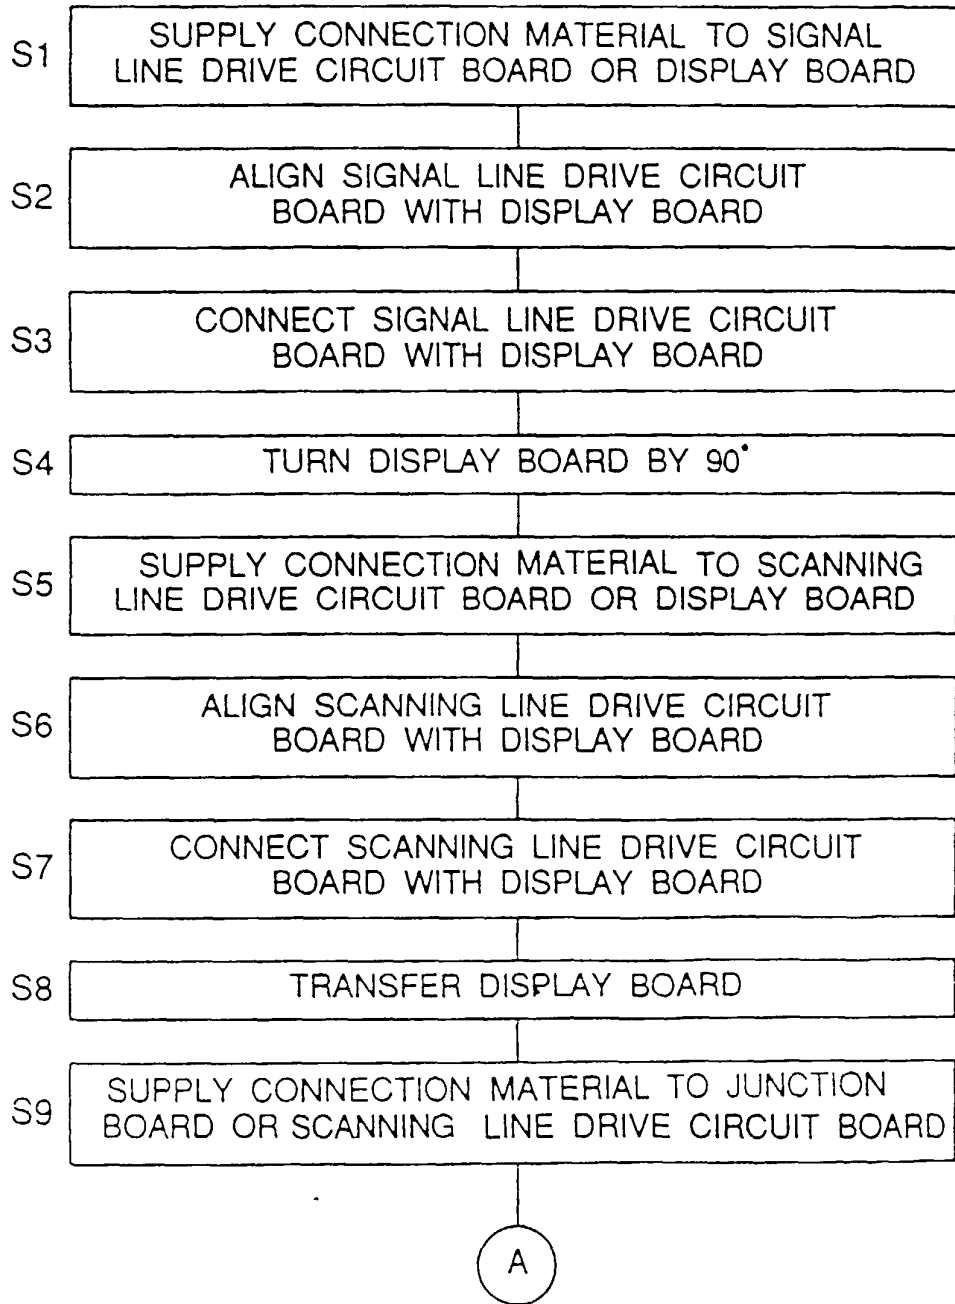 S1
SUPPLY CONNECTION MATERIAL TO SIGNAL
LINE DRIVE CIRCUIT BOARD OR DISPLAY BOARD
S2
ALIGN SIGNAL LINE DRIVE CIRCUIT
BOARD WITH DISPLAY BOARD
S3
CONNECT SIGNAL LINE DRIVE CIRCUIT
BOARD WITH DISPLAY BOARD
S4
TURN DISPLAY BOARD BY 90°
S5
SUPPLY CONNECTION MATERIAL TO SCANNING
LINE DRIVE CIRCUIT BOARD OR DISPLAY BOARD
S6
ALIGN SCANNING LINE DRIVE CIRCUIT
BOARD WITH DISPLAY BOARD
S7
CONNECT SCANNING LINE DRIVE CIRCUIT
BOARD WITH DISPLAY BOARD
S8
TRANSFER DISPLAY BOARD
S9
SUPPLY CONNECTION MATERIAL TO JUNCTION
BOARD OR SCANNING LINE DRIVE CIRCUIT BOARD
A